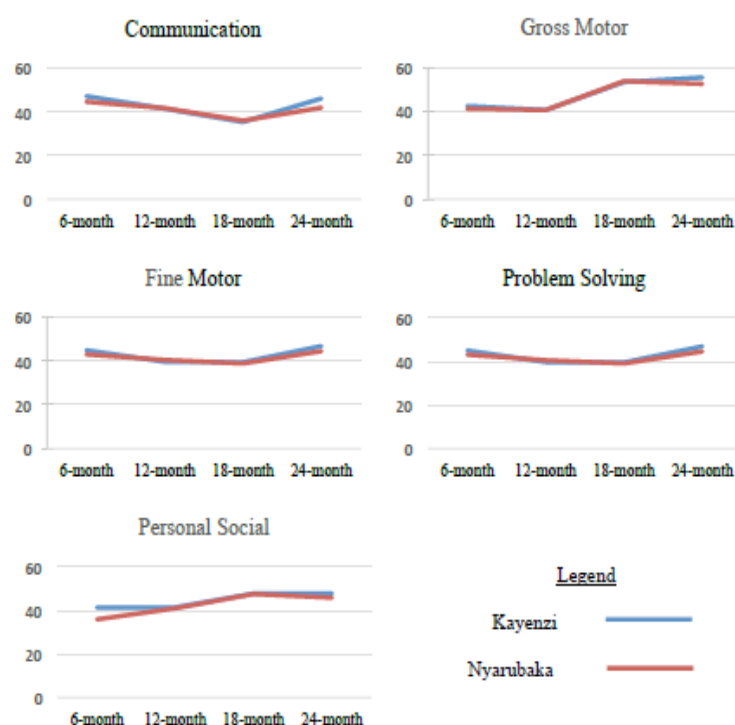 Communication
60
40
20
0
6-month 12-month 18-month 24-month
Gross Motor
60
40
20
0
6-month 12-month 18-month 24-month
Fine Motor
60
40
20
0
6-month 12-month 18-month 24-month
Problem Solving
60
40
20
0
6-month 12-month 18-month 24-month
Personal Social
60
40
20
0
6-month 12-month 18-month 24-month
Legend
Kayenzi
Nyarubaka